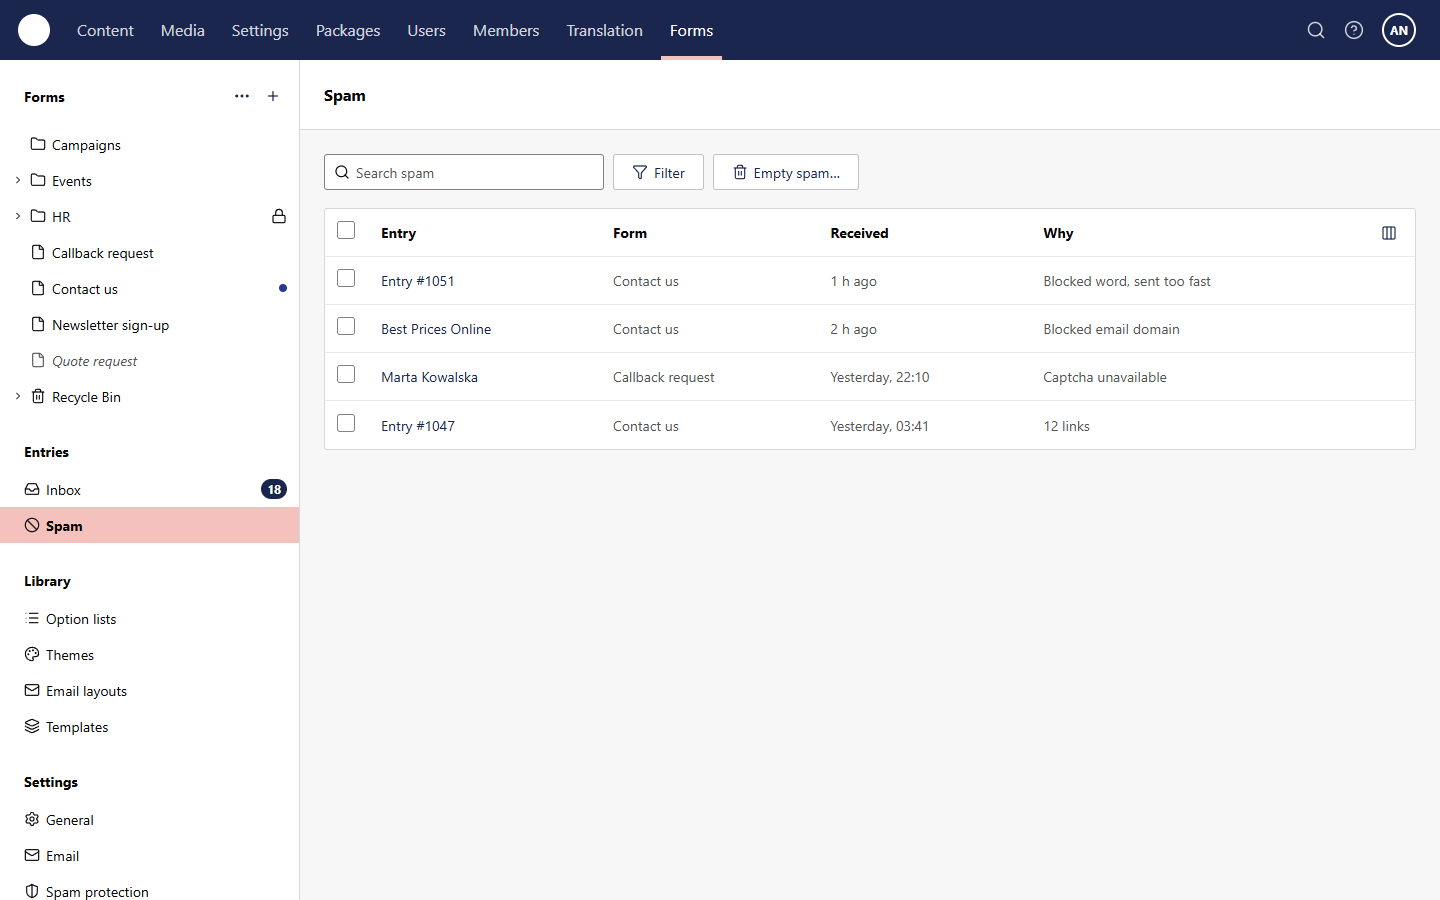 Content Media Settings Packages Users Members Translation Forms
AN
Forms
Campaigns
Events
HR
Callback request
Contact us
Newsletter sign-up
Quote request
Recycle Bin
Entries
Inbox 18
Spam
Library
Option lists
Themes
Email layouts
Templates
Settings
General
Email
Spam protection
Spam
Search spam Filter Empty spam...
Entry Form Received Why
Entry #1051 Contact us 1 h ago Blocked word, sent too fast
Best Prices Online Contact us 2 h ago Blocked email domain
Marta Kowalska Callback request Yesterday, 22:10 Captcha unavailable
Entry #1047 Contact us Yesterday, 03:41 12 links